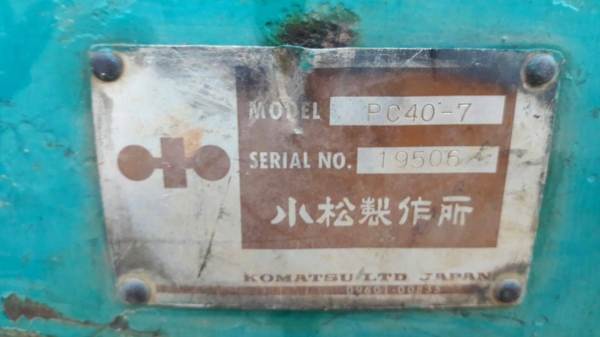 MODEL PC40-7
SERIAL NO. 19506
小松製作所
KOMATSU LTD. JAPAN